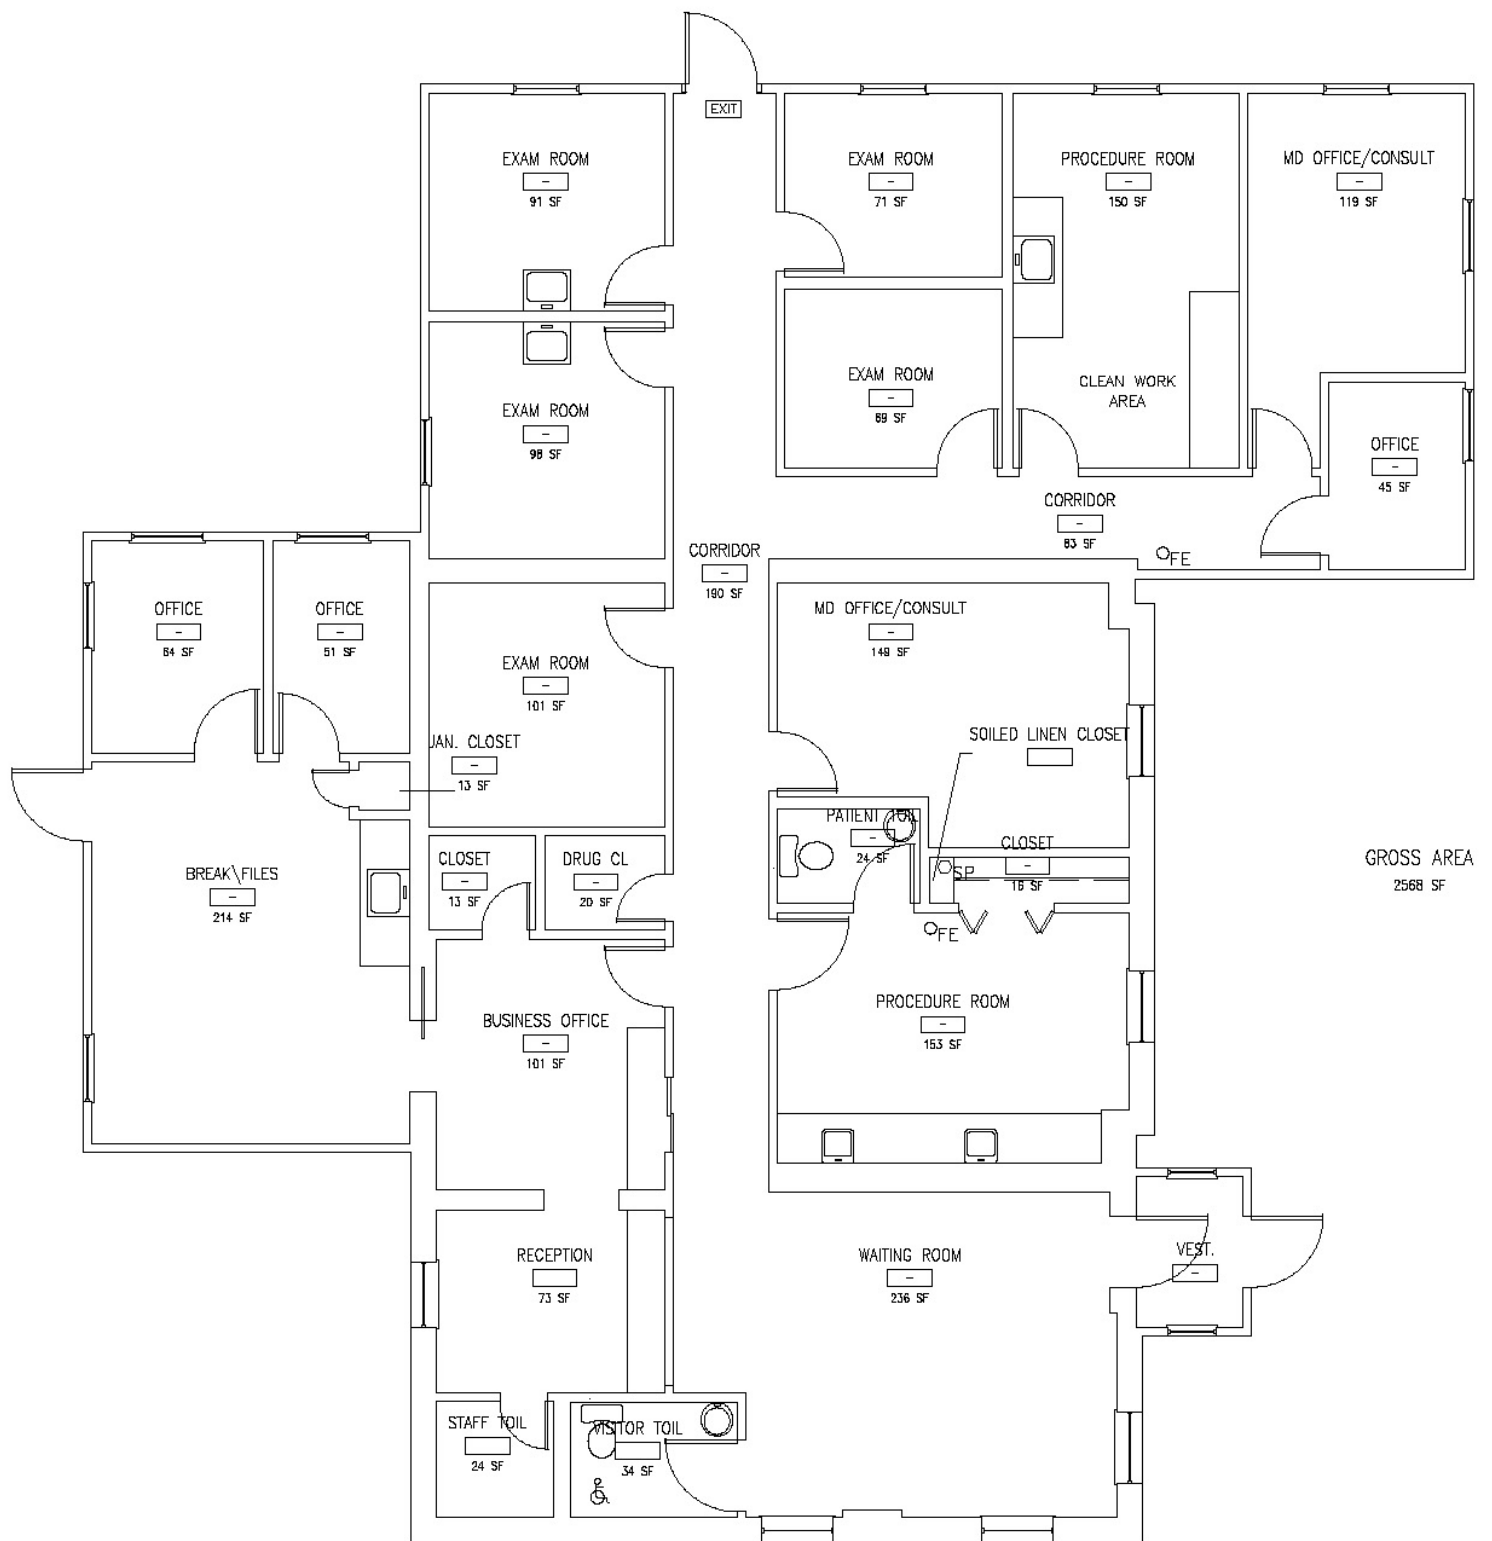 EXIT
EXAM ROOM
-
91 SF
EXAM ROOM
-
71 SF
PROCEDURE ROOM
-
150 SF
MD OFFICE/CONSULT
-
119 SF
EXAM ROOM
-
98 SF
EXAM ROOM
-
69 SF
CLEAN WORK
AREA
OFFICE
-
45 SF
CORRIDOR
-
83 SF
FE
CORRIDOR
-
190 SF
OFFICE
-
64 SF
OFFICE
-
51 SF
EXAM ROOM
-
101 SF
MD OFFICE/CONSULT
-
149 SF
JAN. CLOSET
-
13 SF
SOILED LINEN CLOSET
PATIENT TOIL
-
24 SF
CLOSET
-
16 SF
SP
BREAK\FILES
-
214 SF
CLOSET
-
13 SF
DRUG CL
-
20 SF
GROSS AREA
2568 SF
FE
BUSINESS OFFICE
-
101 SF
PROCEDURE ROOM
-
153 SF
RECEPTION
73 SF
WAITING ROOM
-
236 SF
VEST.
-
STAFF TOIL
24 SF
VISITOR TOIL
34 SF